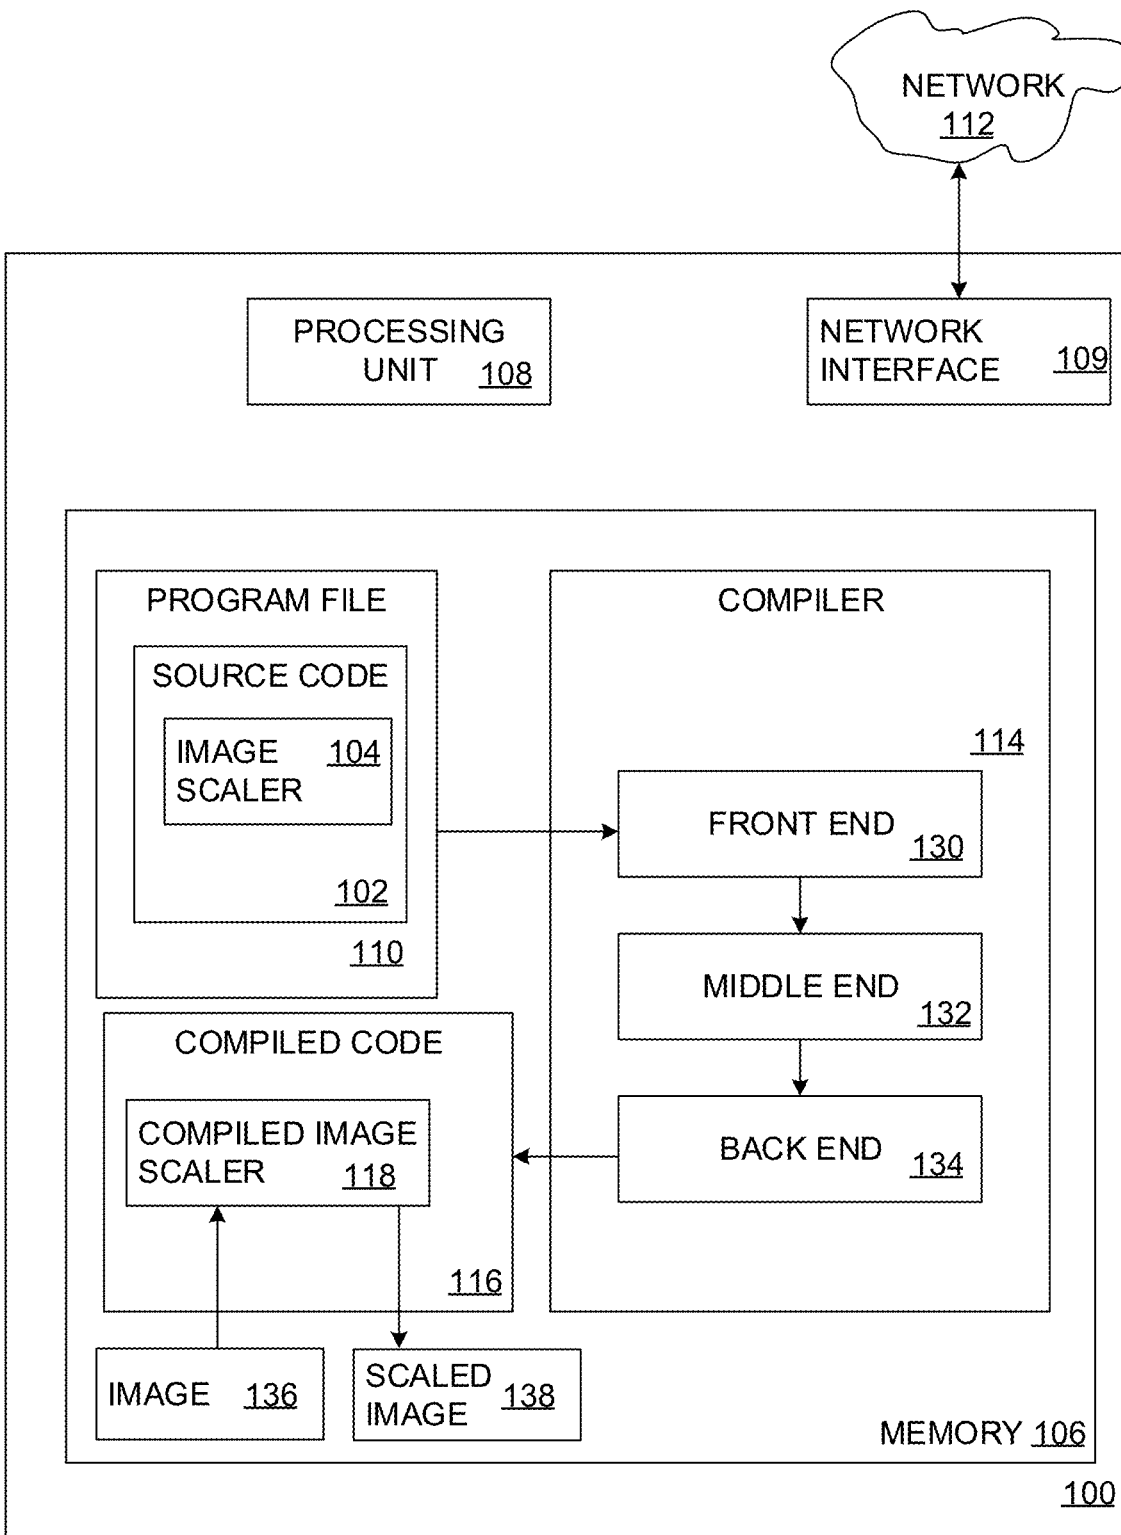 NETWORK
112
PROCESSING
UNIT 108
NETWORK
INTERFACE 109
PROGRAM FILE
SOURCE CODE
IMAGE 104
SCALER
102
110
COMPILER
114
FRONT END 130
MIDDLE END 132
BACK END 134
COMPILED CODE
COMPILED IMAGE
SCALER 118
116
IMAGE 136
SCALED
IMAGE 138
MEMORY 106
100